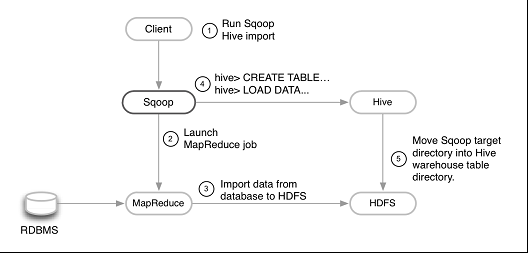 Client
1 Run Sqoop
Hive import
4 hive> CREATE TABLE...
hive> LOAD DATA...
Sqoop
Hive
2 Launch
MapReduce job
5 Move Sqoop target
directory into Hive
warehouse table
directory.
3 Import data from
database to HDFS
MapReduce
HDFS
RDBMS